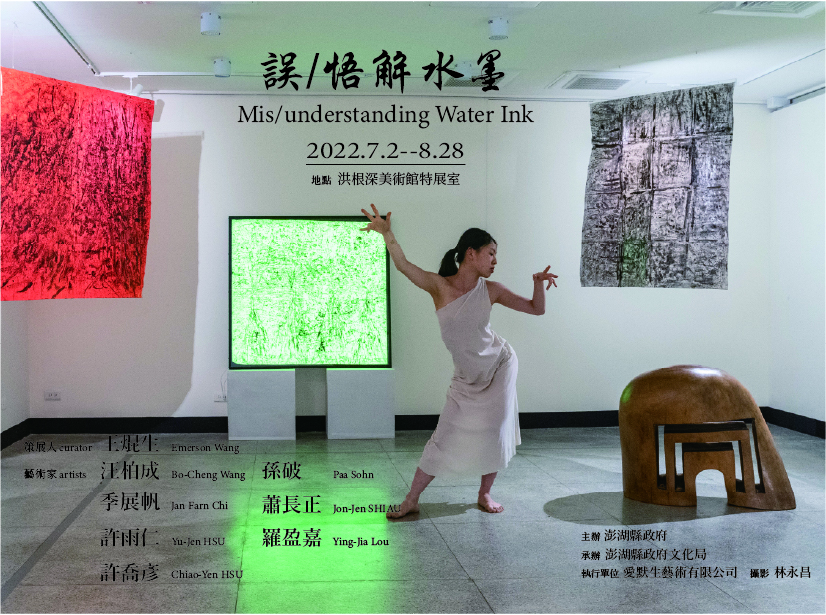 誤/悟解水墨
Mis/understanding Water Ink
2022.7.2--8.28
地點 洪根深美術館特展室
策展人 curator 王焜生 Emerson Wang
藝術家 artists 汪柏成 Bo-Cheng Wang 孫破 Paa Sohn
季展帆 Jan Farn Chi 蕭長正 Jon-Jen SHIAU
許雨仁 Yu-Jen HSU 羅盈嘉 Ying-Jia Lou
許喬彥 Chiao-Yen HSU
主辦 澎湖縣政府
承辦 澎湖縣政府文化局
執行單位 愛默生藝術有限公司 攝影 林永昌